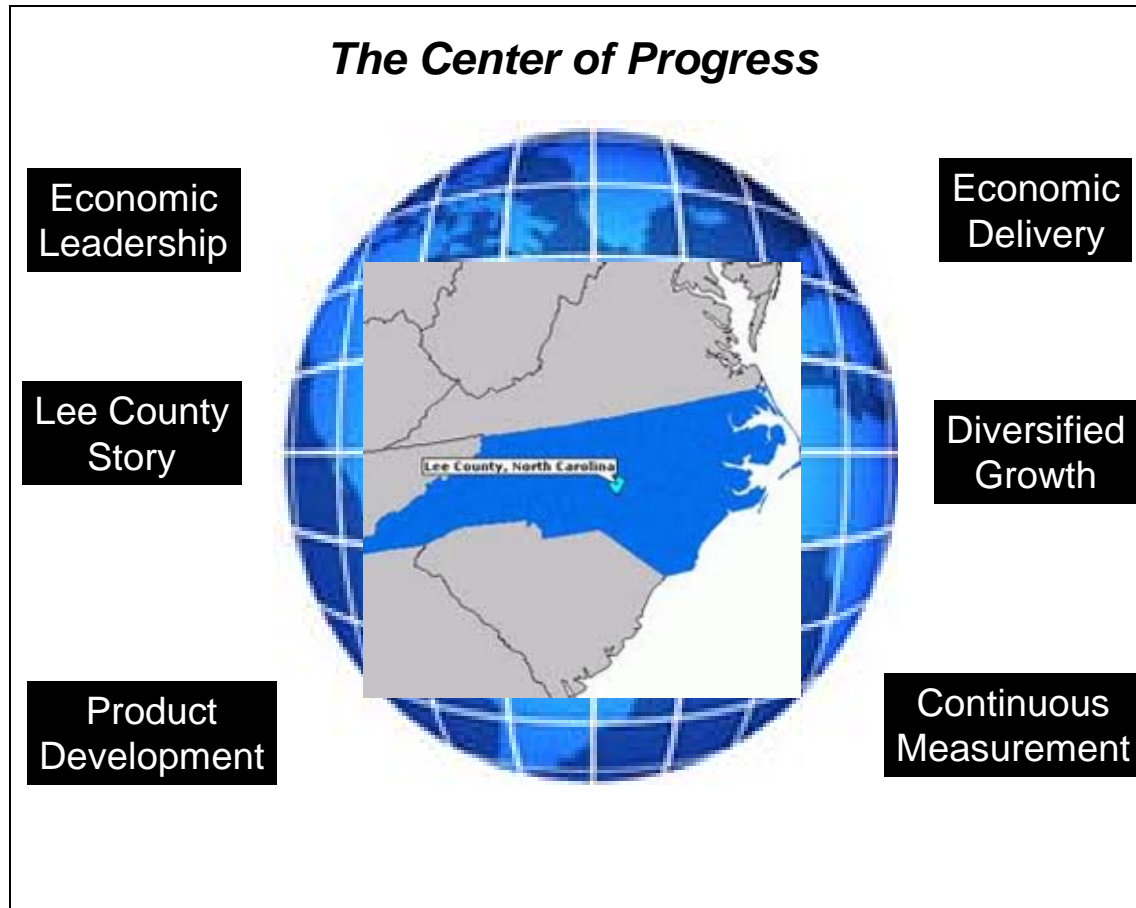 The Center of Progress
Economic
Leadership
Economic
Delivery
Lee County
Story
Diversified
Growth
Lee County, North Carolina
Product
Development
Continuous
Measurement